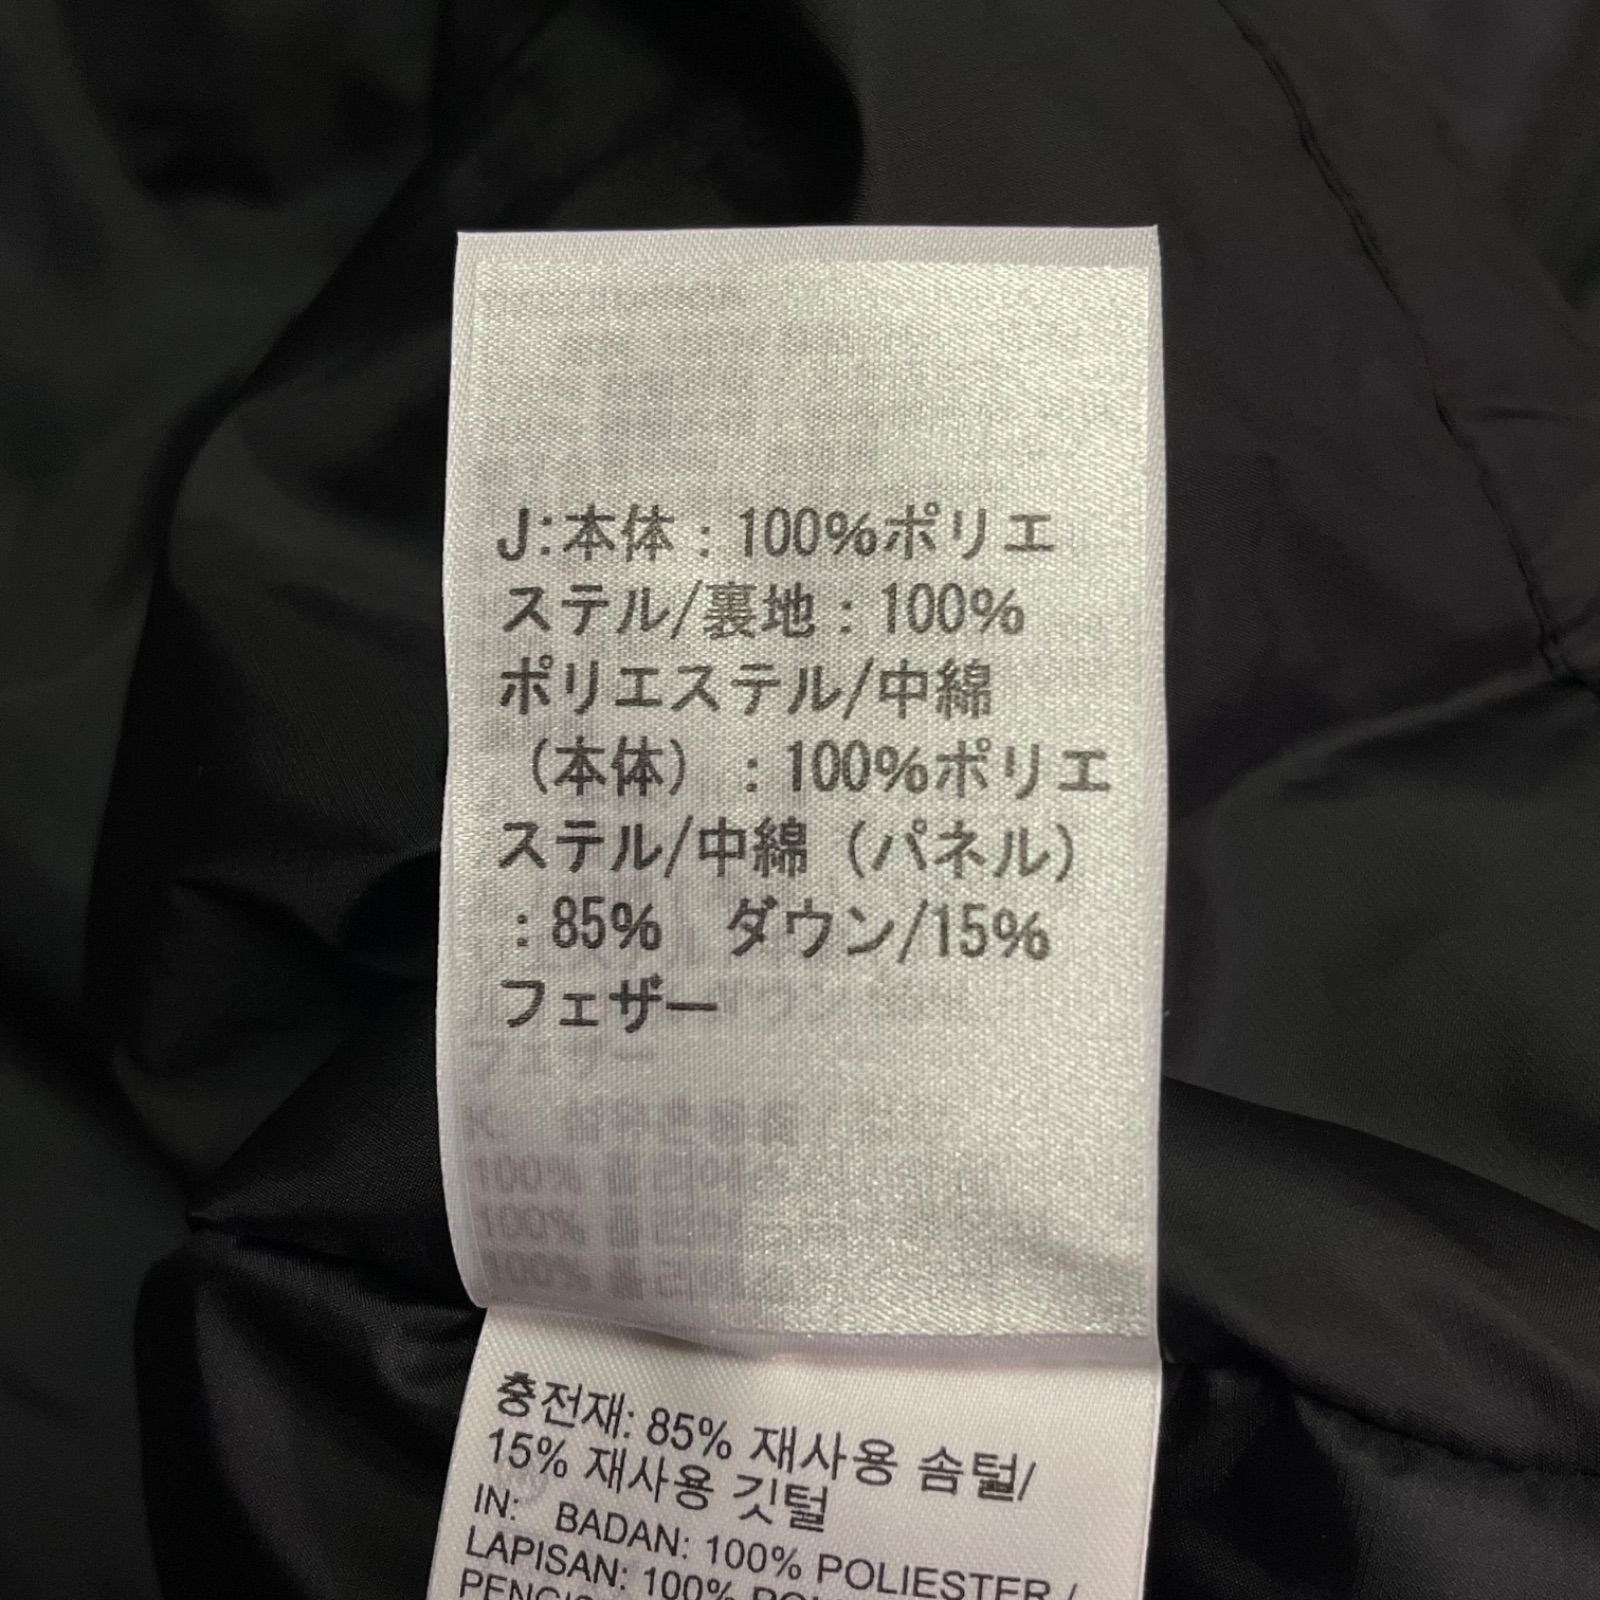 J:本体：100%ポリエ
ステル/裏地：100%
ポリエステル/中綿
（本体）：100%ポリエ
ステル/中綿（パネル）
：85%　ダウン/15%
フェザー
충전재: 85% 재사용 솜털/
15% 재사용 깃털
IN: BADAN: 100% POLIESTER /
LAPISAN: 100%